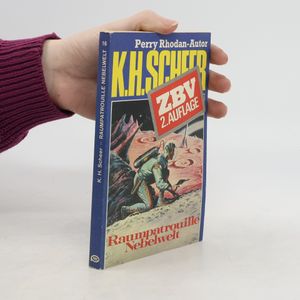 Perry Rhodan-Autor
K.H. SCHEER
ZBV
2. AUFLAGE
Raumpatrouille
Nebelwelt
16
K. H. Scheer - RAUMPATROUILLE NEBELWELT